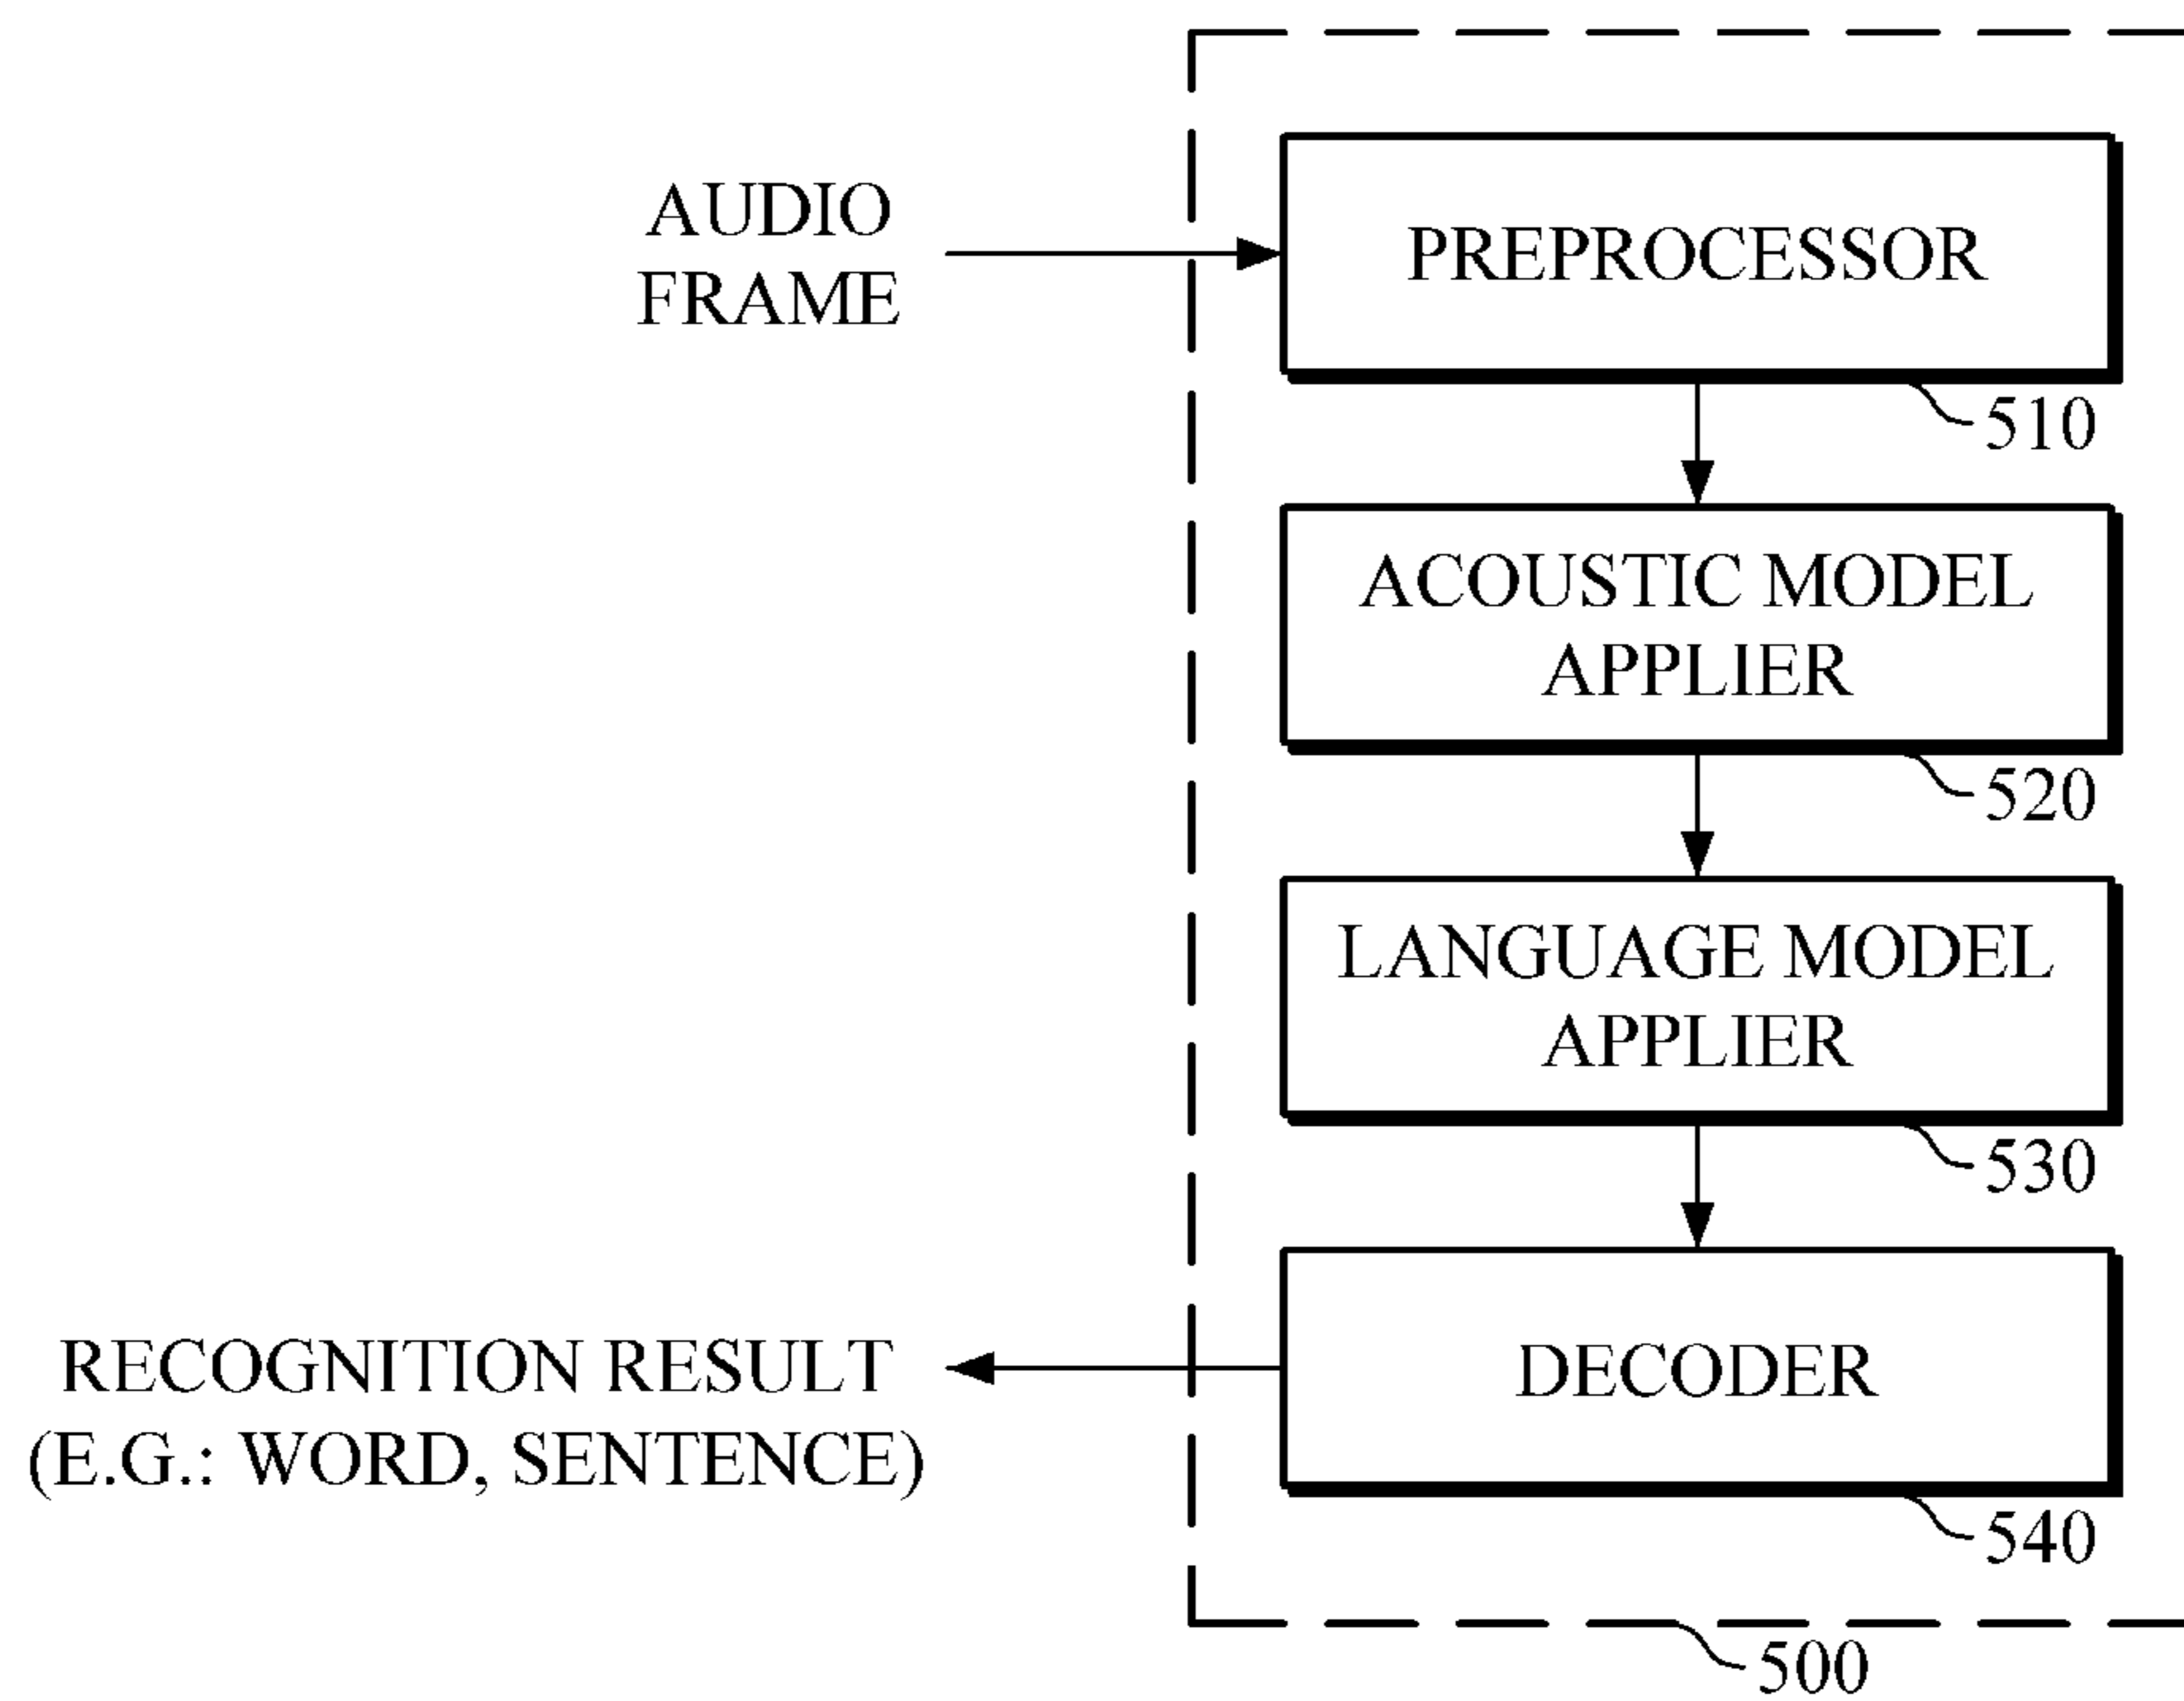 AUDIO
FRAME
PREPROCESSOR
510
ACOUSTIC MODEL
APPLIER
520
LANGUAGE MODEL
APPLIER
530
RECOGNITION RESULT
(E.G.: WORD, SENTENCE)
DECODER
540
500